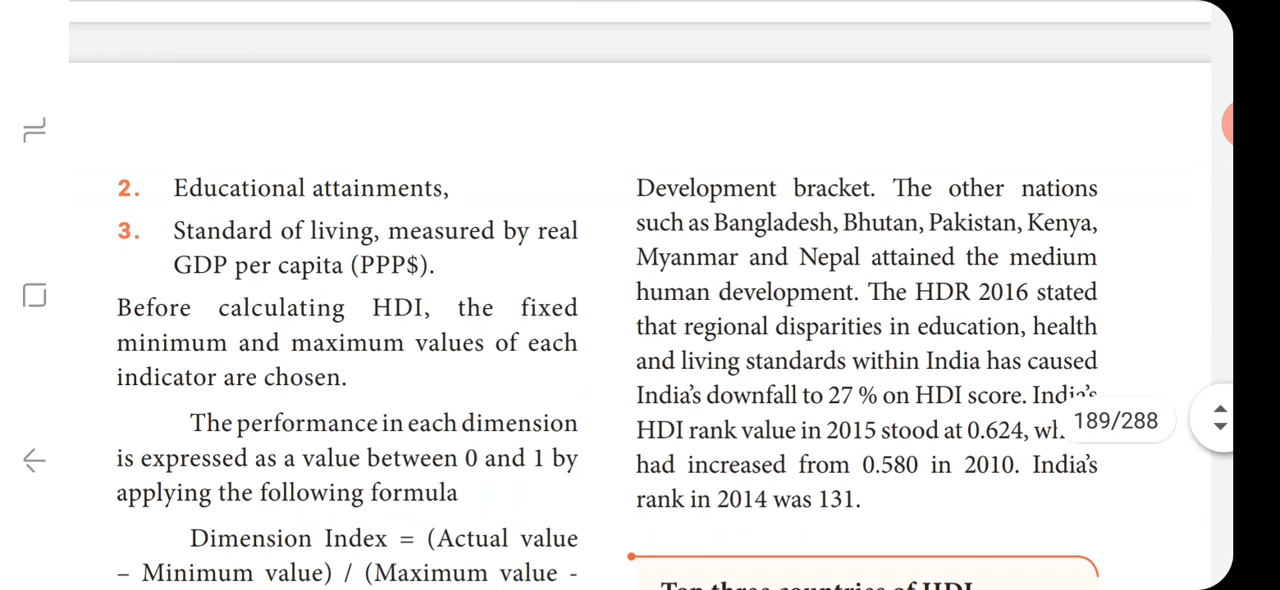 2. Educational attainments,
3. Standard of living, measured by real
GDP per capita (PPP$).
Before calculating HDI, the fixed
minimum and maximum values of each
indicator are chosen.
The performance in each dimension
is expressed as a value between 0 and 1 by
applying the following formula
Dimension Index = (Actual value
– Minimum value) / (Maximum value -
Development bracket. The other nations
such as Bangladesh, Bhutan, Pakistan, Kenya,
Myanmar and Nepal attained the medium
human development. The HDR 2016 stated
that regional disparities in education, health
and living standards within India has caused
India's downfall to 27 % on HDI score. India's
HDI rank value in 2015 stood at 0.624,
had increased from 0.580 in 2010. India's
rank in 2014 was 131.
Top three countries of HDI
189/288